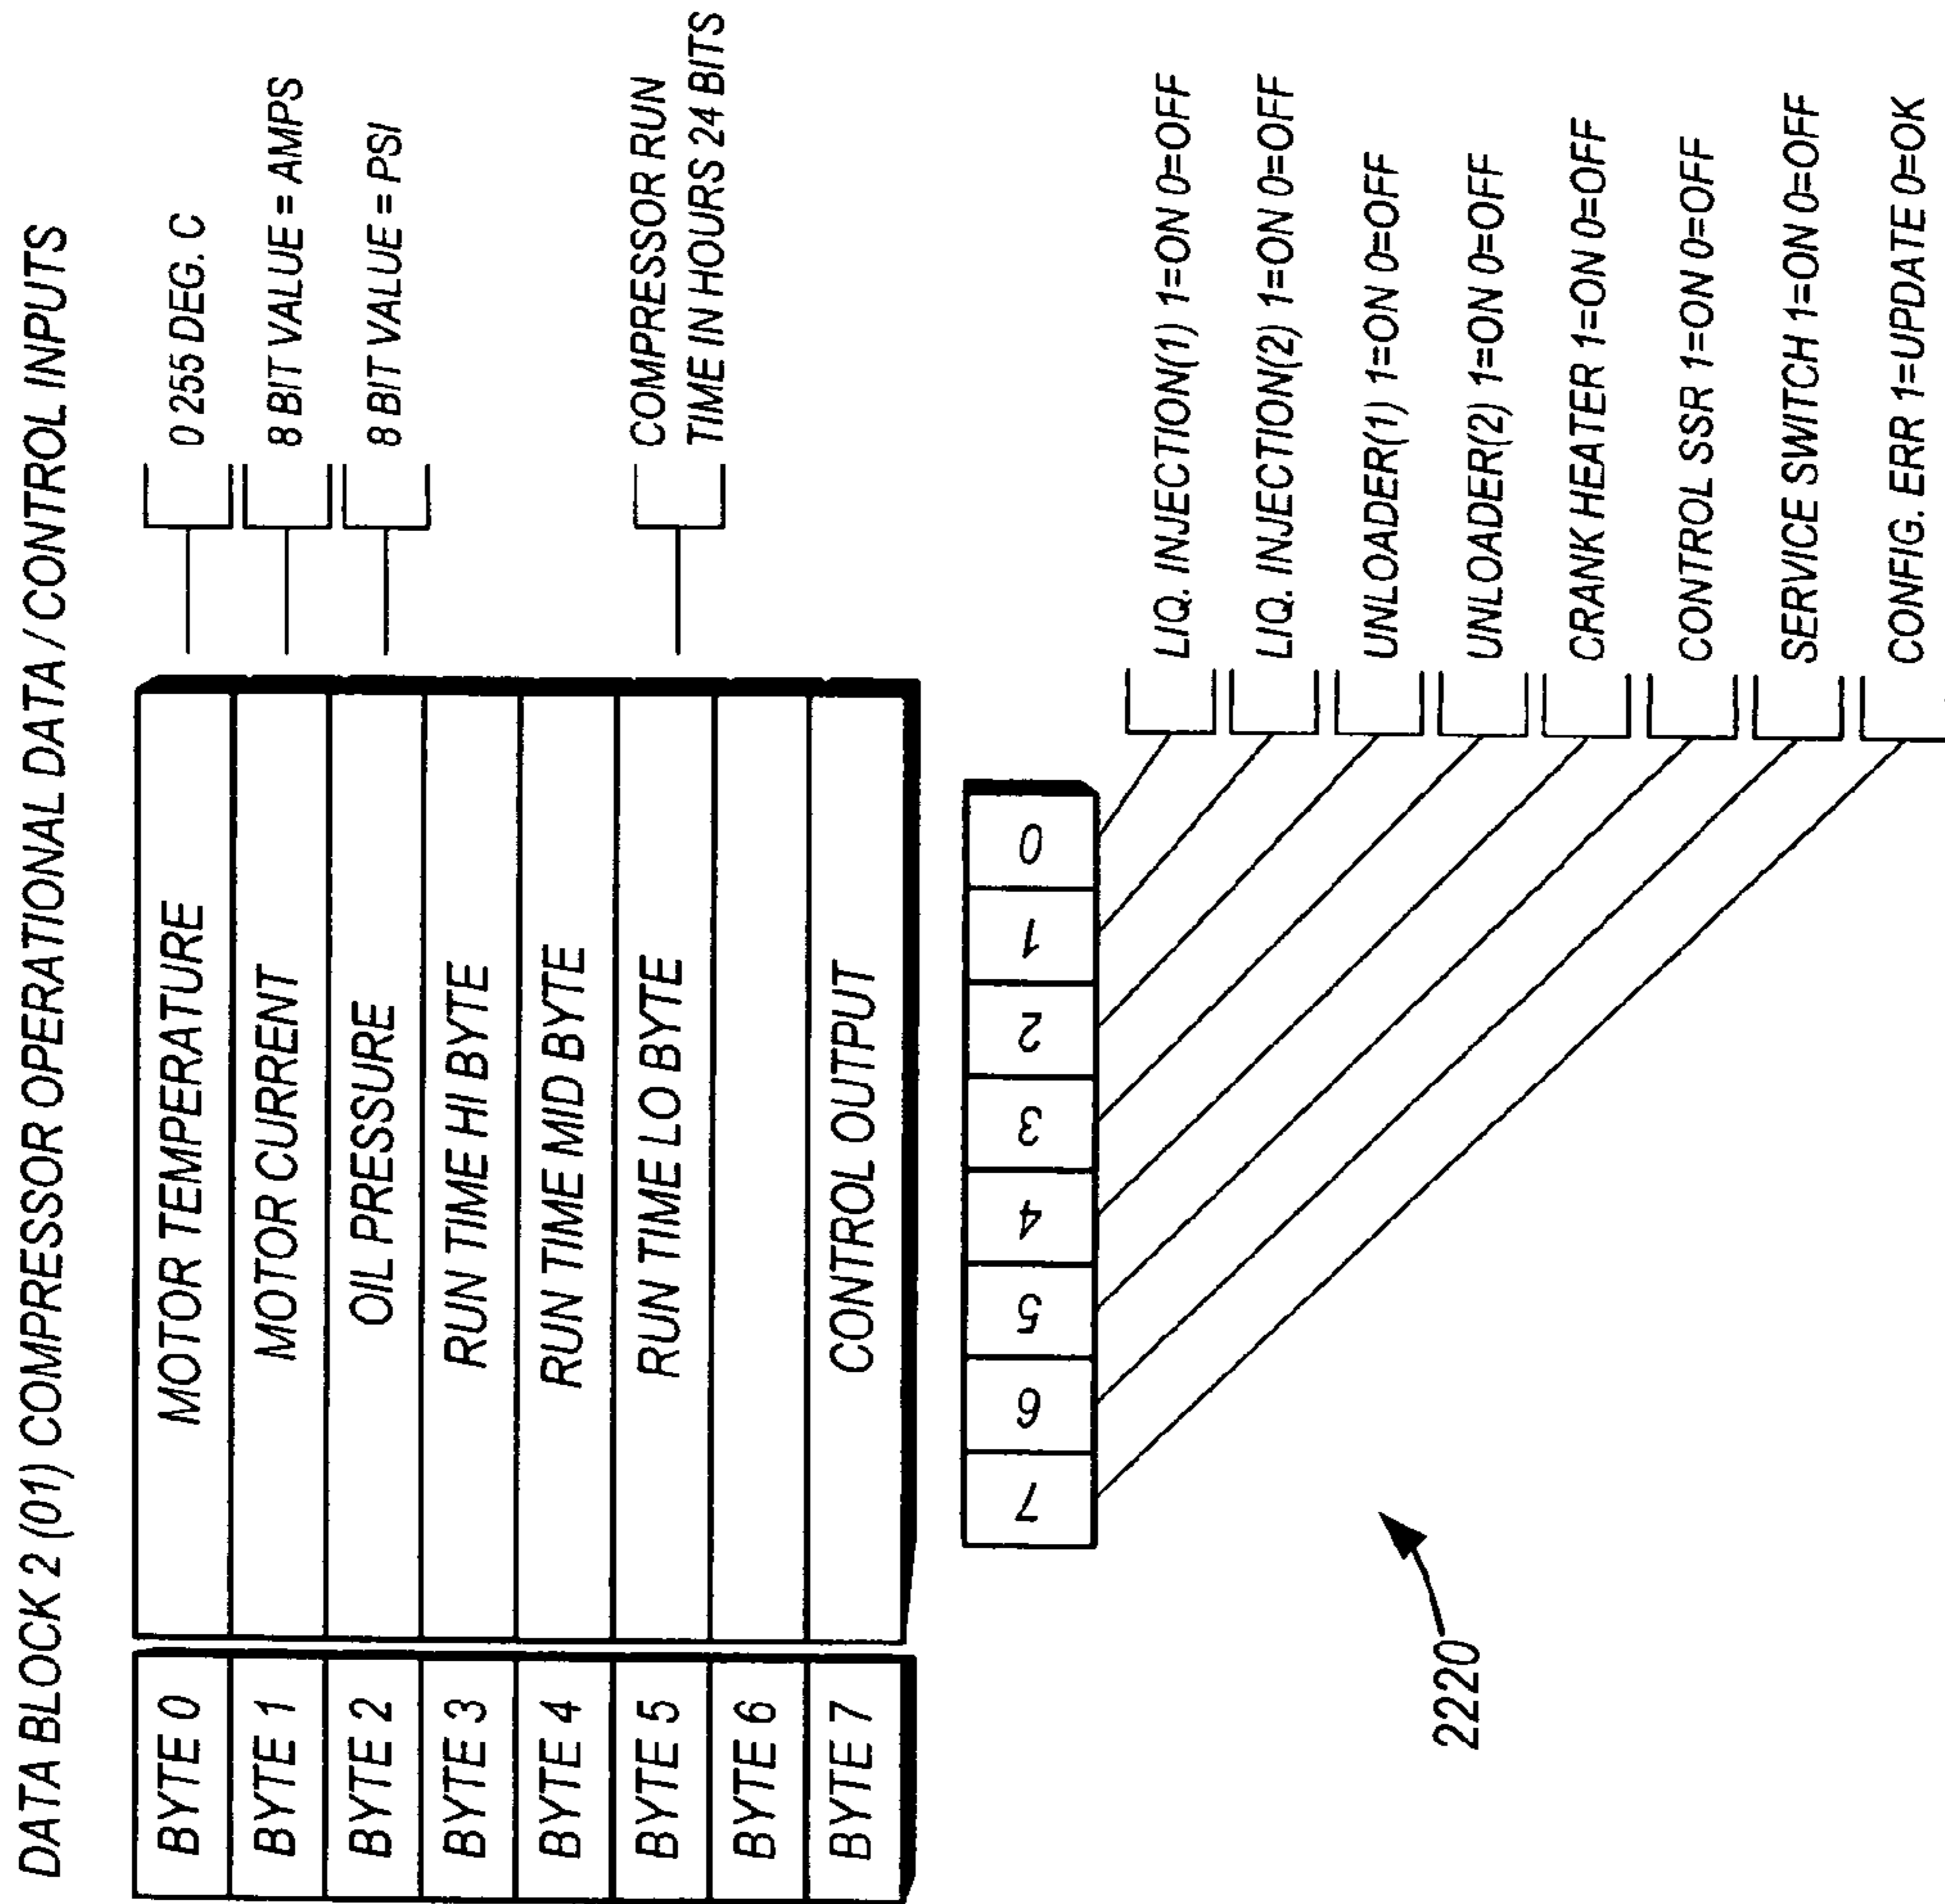 DATA BLOCK 2 (01) COMPRESSOR OPERATIONAL DATA / CONTROL INPUTS
BYTE 0 MOTOR TEMPERATURE 0 255 DEG. C
BYTE 1 MOTOR CURRENT 8 BIT VALUE = AMPS
BYTE 2 OIL PRESSURE 8 BIT VALUE = PSI
BYTE 3 RUN TIME HI BYTE
BYTE 4 RUN TIME MID BYTE
BYTE 5 RUN TIME LO BYTE COMPRESSOR RUN
TIME IN HOURS 24 BITS
BYTE 6
BYTE 7 CONTROL OUTPUT
7 6 5 4 3 2 1 0
LIQ. INJECTION(1) 1=ON 0=OFF
LIQ. INJECTION(2) 1=ON 0=OFF
UNLOADER(1) 1=ON 0=OFF
UNLOADER(2) 1=ON 0=OFF
CRANK HEATER 1=ON 0=OFF
CONTROL SSR 1=ON 0=OFF
SERVICE SWITCH 1=ON 0=OFF
CONFIG. ERR 1=UPDATE 0=OK
2220